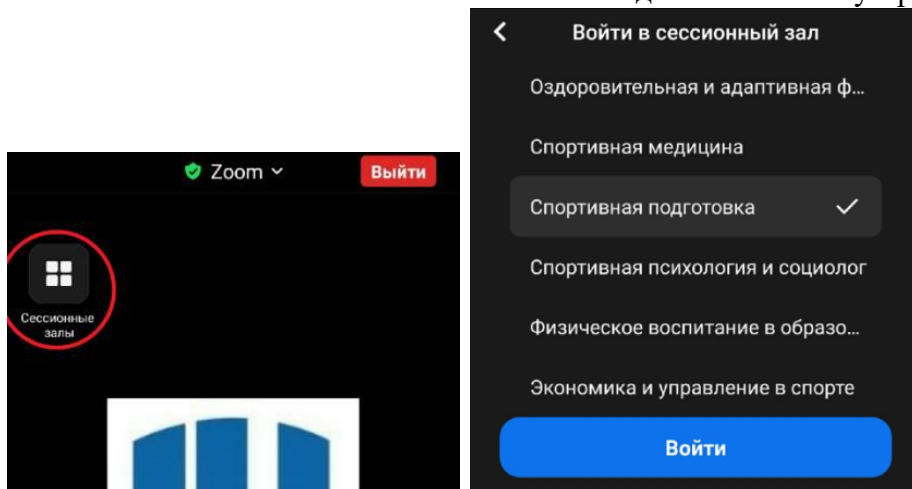 Zoom
Выйти
Сессионные
залы
Войти в сессионный зал
Оздоровительная и адаптивная ф...
Спортивная медицина
Спортивная подготовка
Спортивная психология и социолог
Физическое воспитание в образо...
Экономика и управление в спорте
Войти